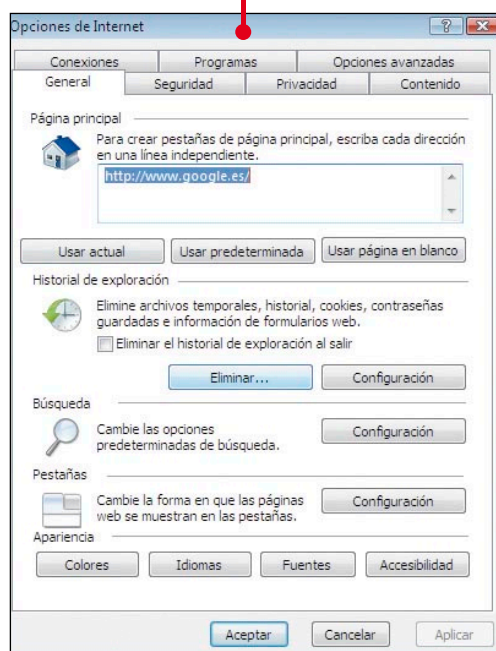 Opciones de Internet
Conexiones Programas Opciones avanzadas
General Seguridad Privacidad Contenido
Página principal
Para crear pestañas de página principal, escriba cada dirección
en una línea independiente.
http://www.google.es/
Usar actual Usar predeterminada Usar página en blanco
Historial de exploración
Elimine archivos temporales, historial, cookies, contraseñas
guardadas e información de formularios web.
Eliminar el historial de exploración al salir
Eliminar... Configuración
Búsqueda
Cambie las opciones
predeterminadas de búsqueda.
Configuración
Pestañas
Cambie la forma en que las páginas
web se muestran en las pestañas.
Configuración
Apariencia
Colores Idiomas Fuentes Accesibilidad
Aceptar Cancelar Aplicar